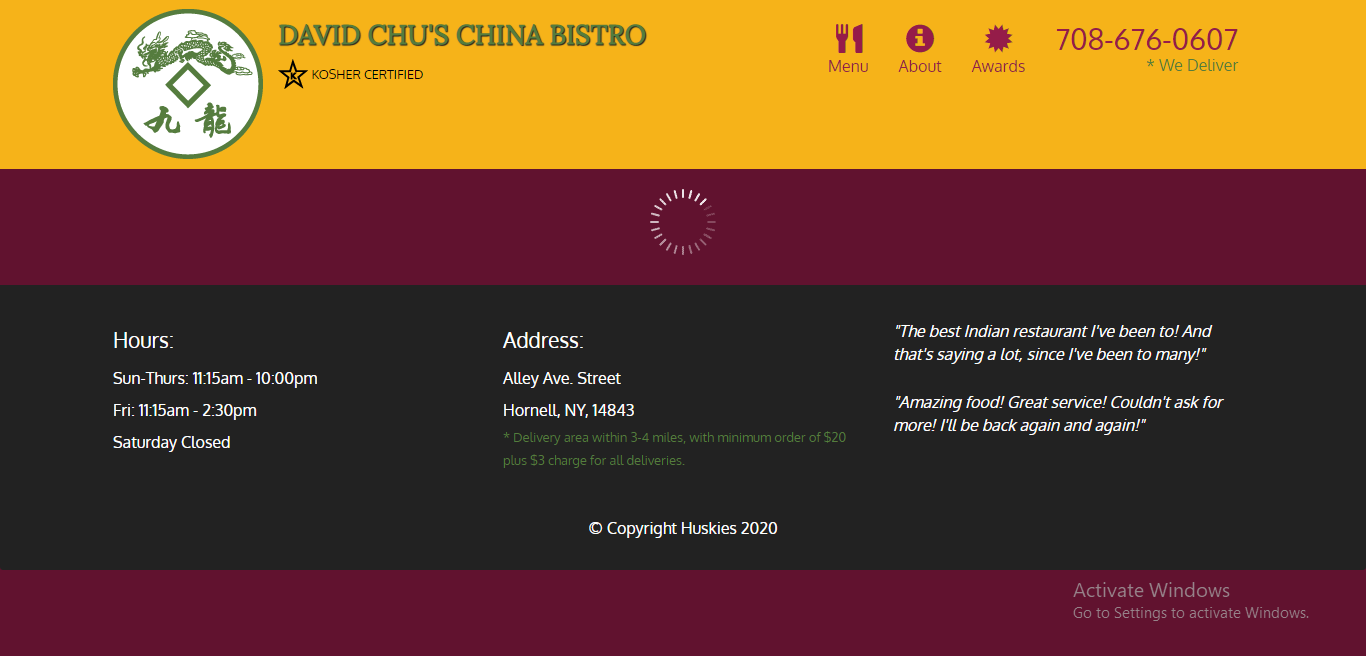 九 龍
DAVID CHU'S CHINA BISTRO
K KOSHER CERTIFIED
Menu
About
Awards
708-676-0607
* We Deliver
Hours:
Sun-Thurs: 11:15am - 10:00pm
Fri: 11:15am - 2:30pm
Saturday Closed
Address:
Alley Ave. Street
Hornell, NY, 14843
* Delivery area within 3-4 miles, with minimum order of $20
plus $3 charge for all deliveries.
"The best Indian restaurant I've been to! And
that's saying a lot, since I've been to many!"
"Amazing food! Great service! Couldn't ask for
more! I'll be back again and again!"
© Copyright Huskies 2020
Activate Windows
Go to Settings to activate Windows.